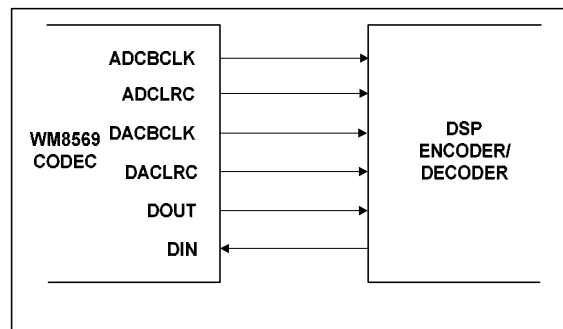 ADCBCLK
ADCLRC
WM8569
CODEC
DACBCLK
DACLRC
DOUT
DIN
DSP
ENCODER/
DECODER